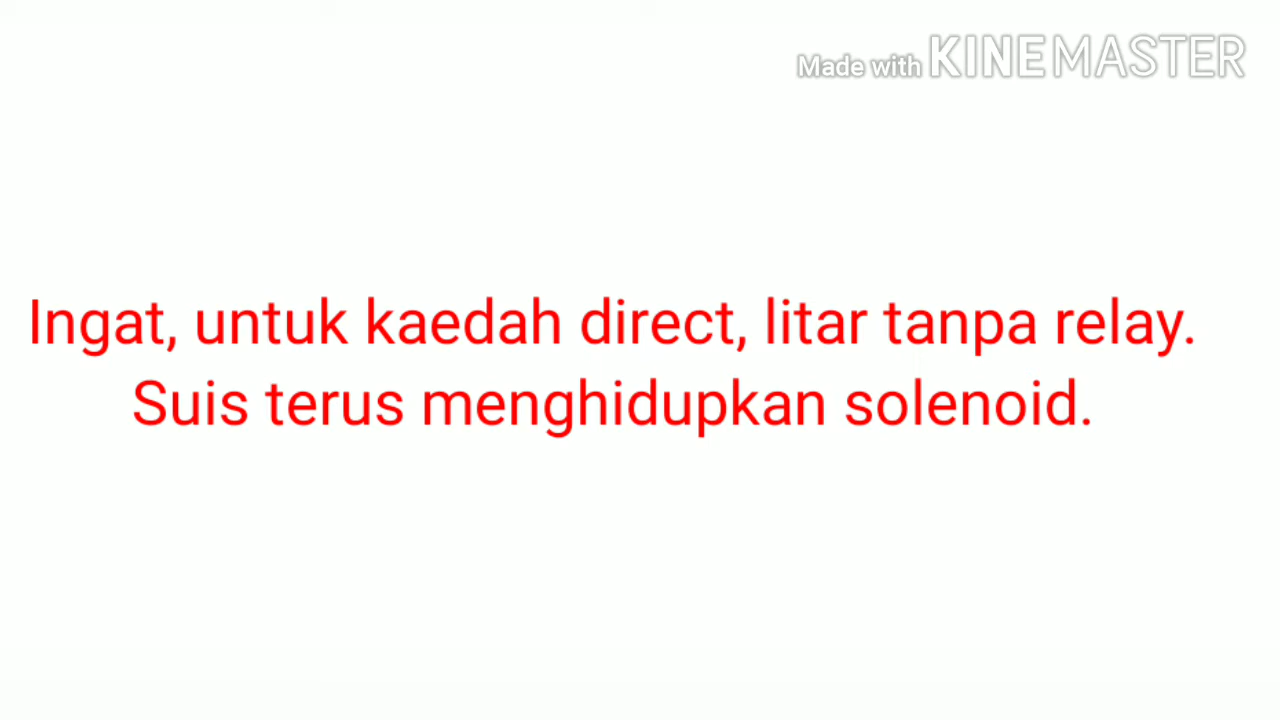 Made with KINEMASTER
Ingat, untuk kaedah direct, litar tanpa relay.
Suis terus menghidupkan solenoid.